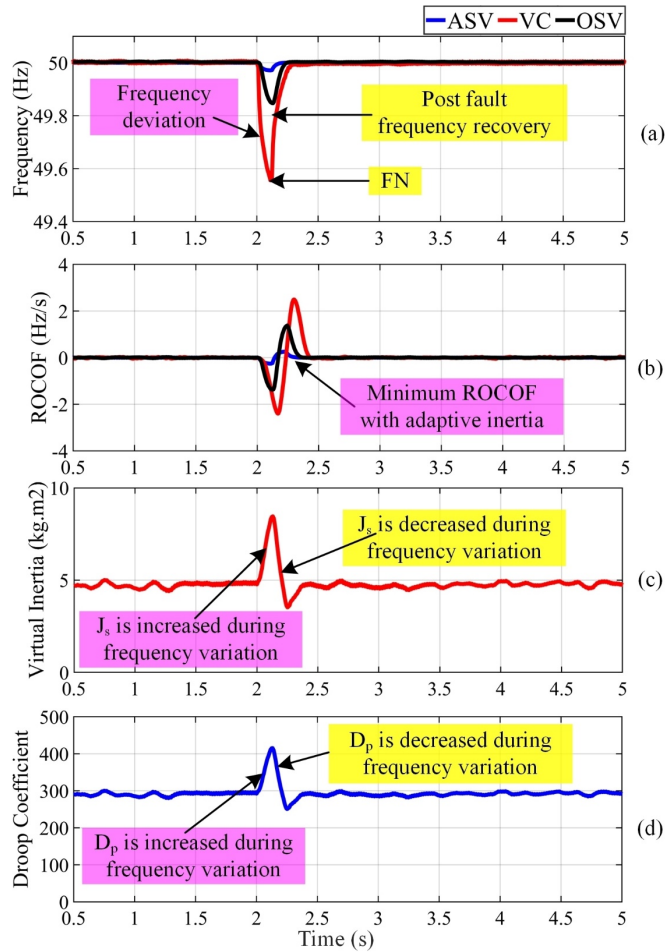 ASV VC OSV
50
49.8
49.6
49.4
Frequency (Hz)
Frequency
deviation
Post fault
frequency recovery
FN
(a)
0.5 1 1.5 2 2.5 3 3.5 4 4.5 5
4
2
0
-2
-4
ROCOF (Hz/s)
Minimum ROCOF
with adaptive inertia
(b)
0.5 1 1.5 2 2.5 3 3.5 4 4.5 5
10
5
0
Virtual Inertia (kg.m2)
Js is decreased during
frequency variation
Js is increased during
frequency variation
(c)
0.5 1 1.5 2 2.5 3 3.5 4 4.5 5
500
400
300
200
100
0
Droop Coefficient
Dp is decreased during
frequency variation
Dp is increased during
frequency variation
(d)
0.5 1 1.5 2 2.5 3 3.5 4 4.5 5
Time (s)